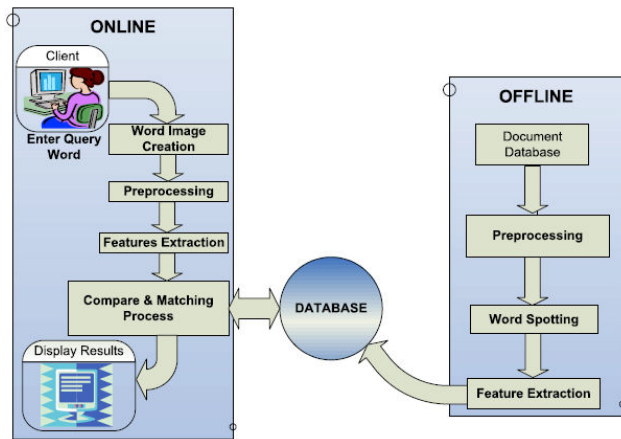 ONLINE
Client
Enter Query
Word
Word Image
Creation
Preprocessing
Features Extraction
Compare & Matching
Process
Display Results
DATABASE
OFFLINE
Document
Database
Preprocessing
Word Spotting
Feature Extraction